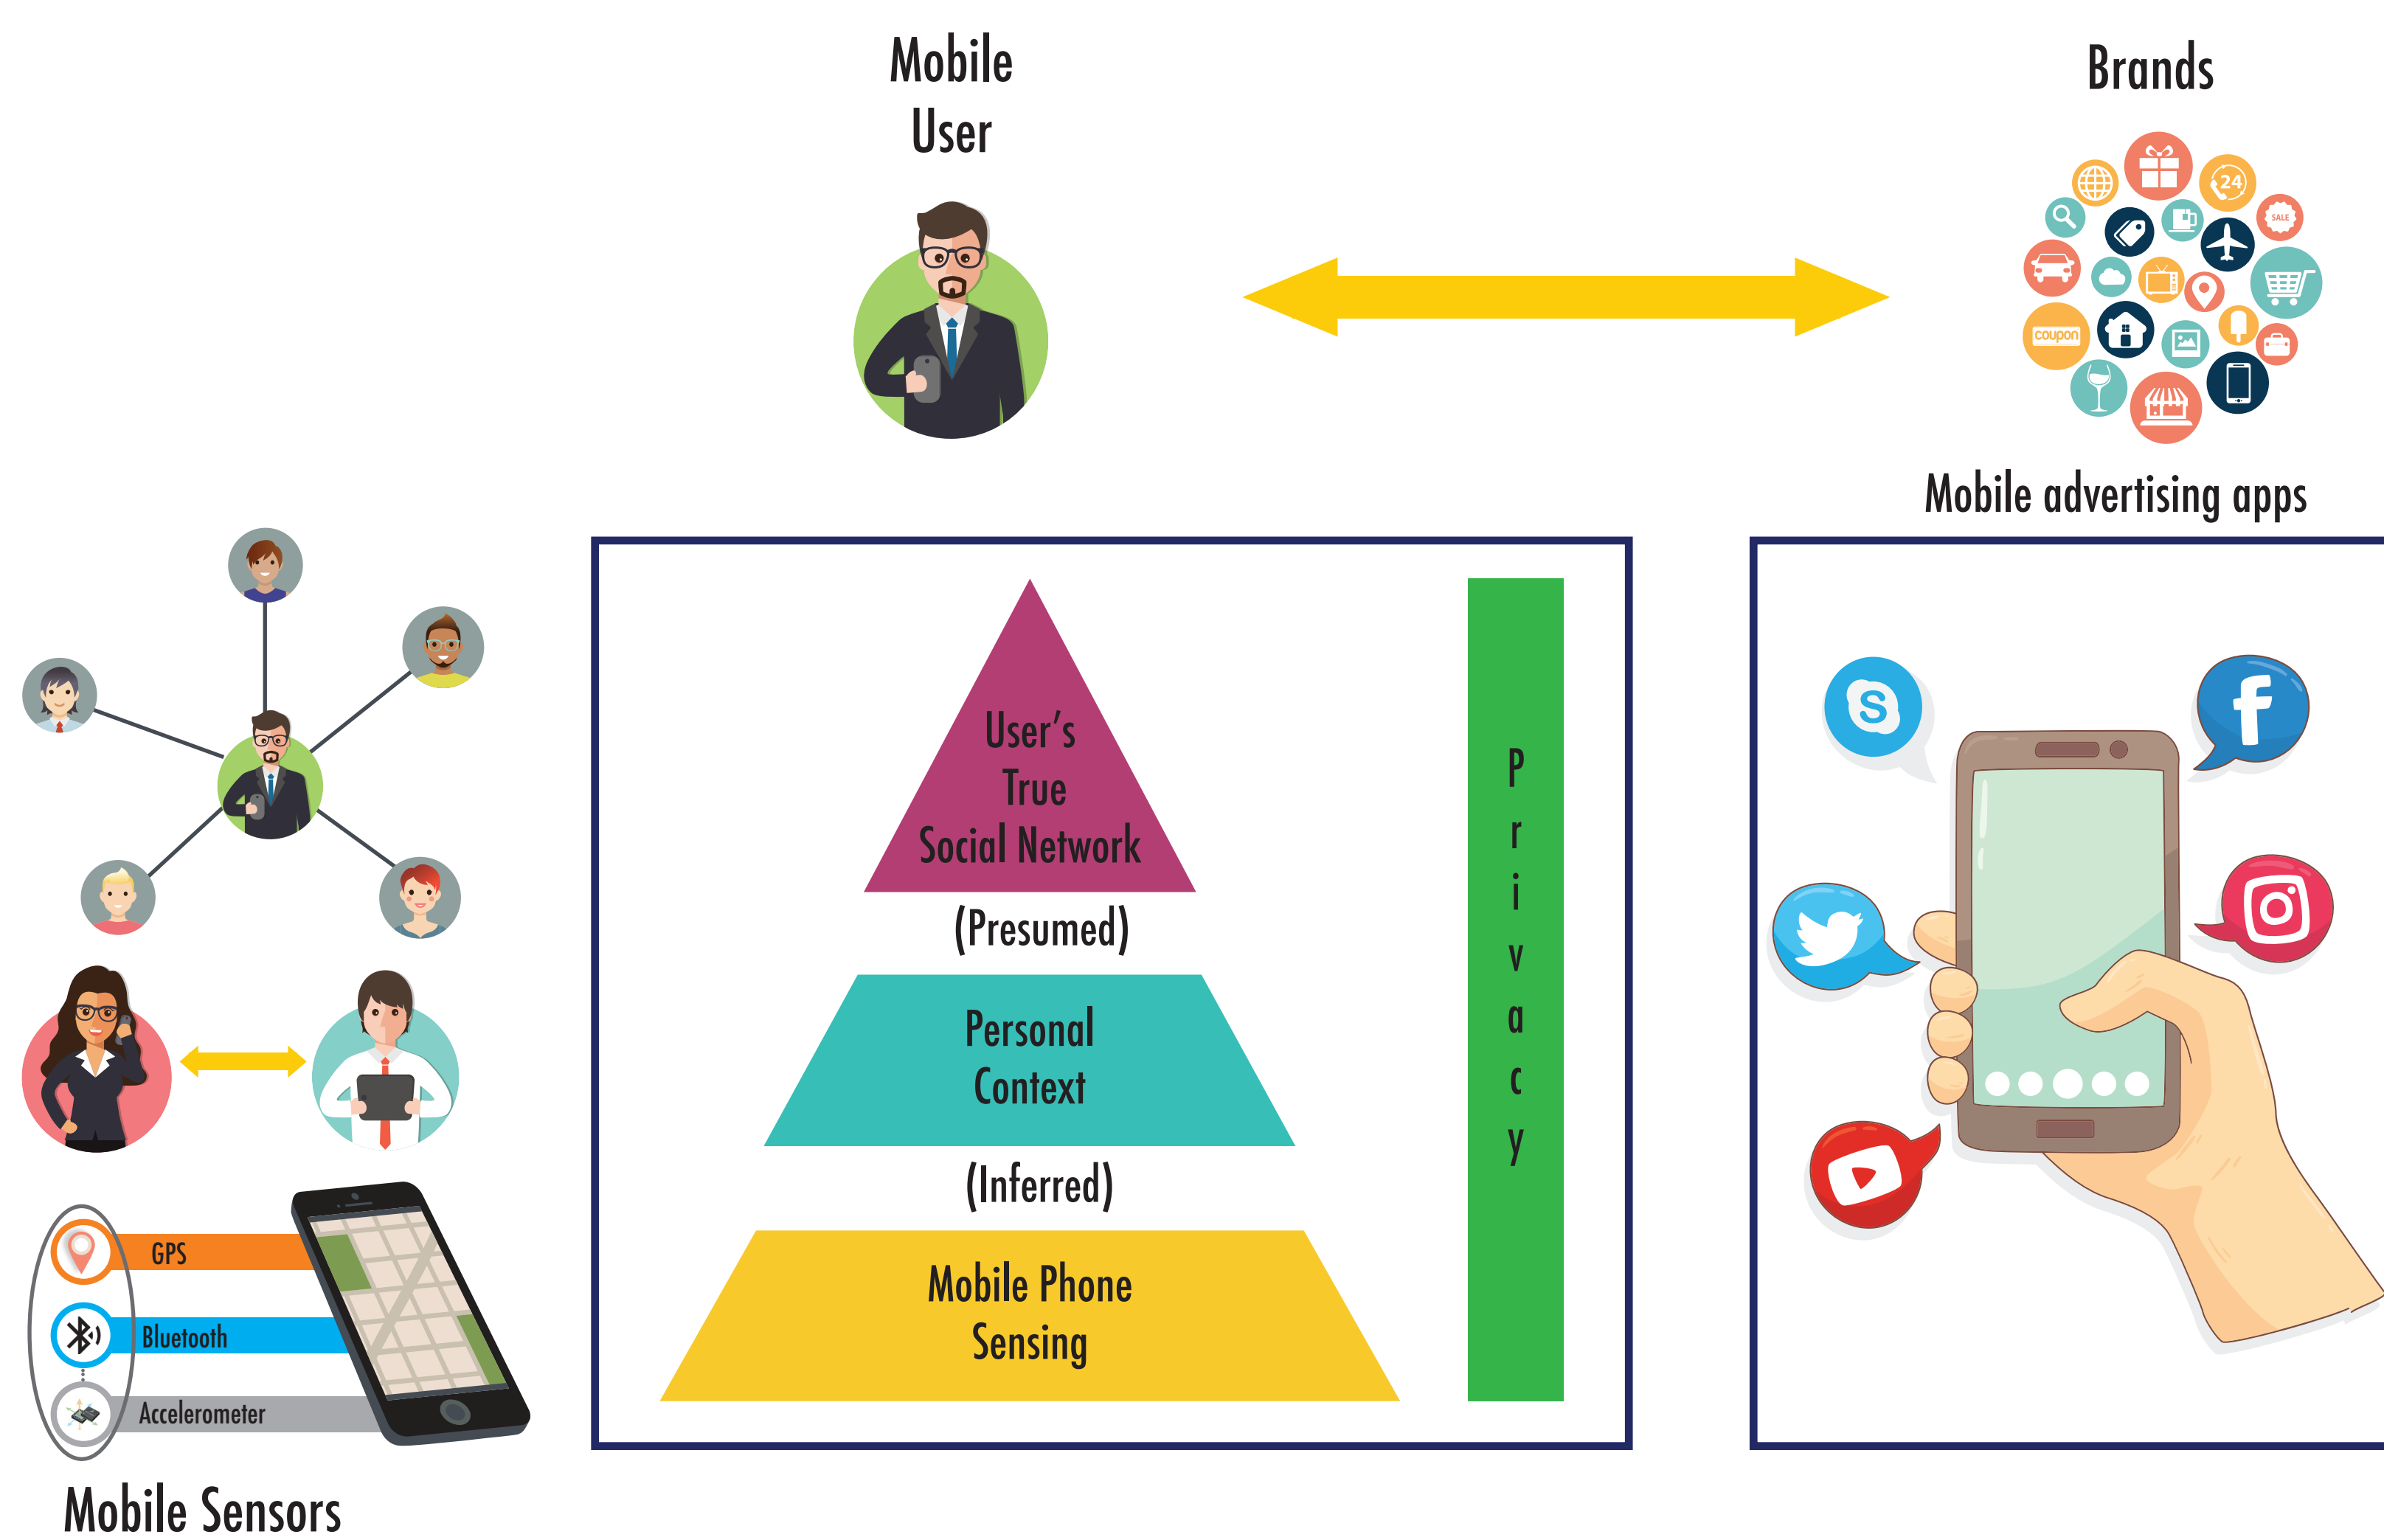 Mobile
User
Brands
24
SALE
coupon
Mobile advertising apps
User's
True
Social Network
(Presumed)
Personal
Context
(Inferred)
Mobile Phone
Sensing
P
r
i
v
a
c
y
S
f
GPS
Bluetooth
Accelerometer
Mobile Sensors